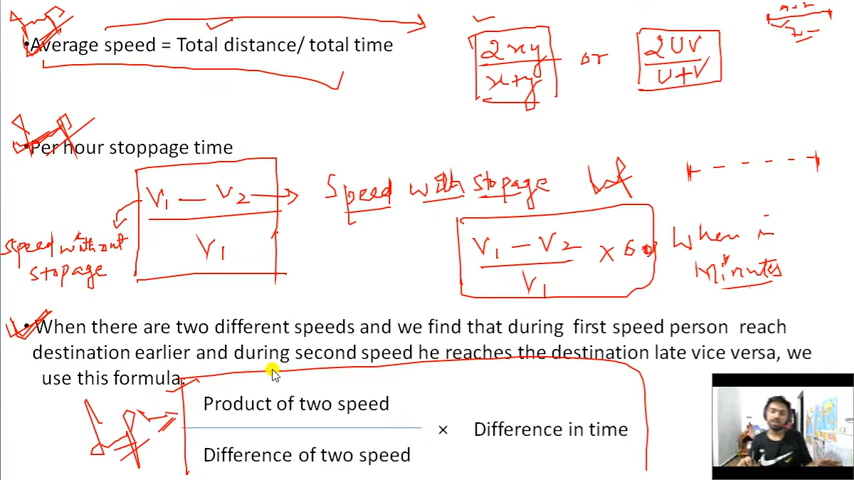 •Average speed = Total distance/ total time
2xy / x+y or 2UV / U+V
•Per hour stoppage time
V1 — V2 / V1
Speed with stopage
Speed without stopage
V1 — V2 / V1 × 60
When in Minutes
• When there are two different speeds and we find that during first speed person reach
destination earlier and during second speed he reaches the destination late vice versa, we
use this formula.
Product of two speed
Difference of two speed
× Difference in time